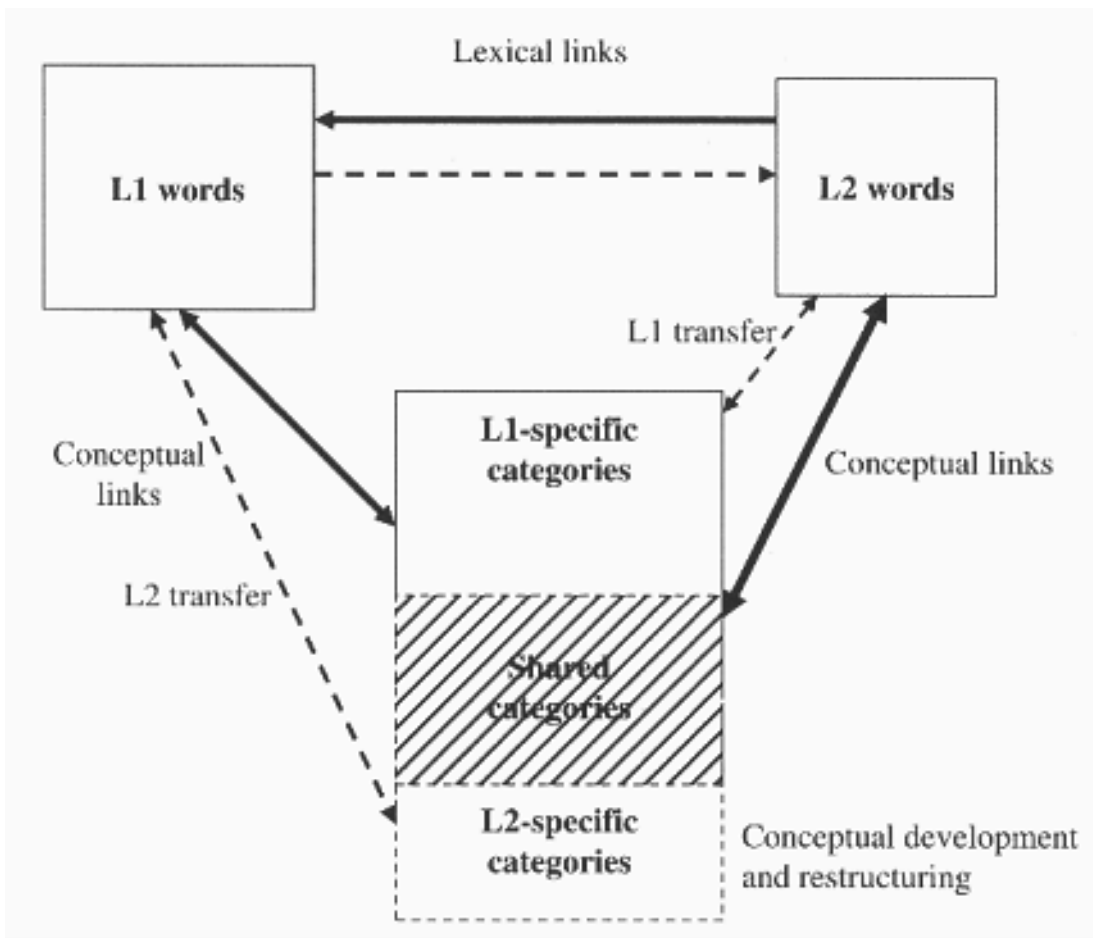 Lexical links
L1 words
L2 words
L1 transfer
L1-specific
categories
Conceptual
links
Conceptual links
L2 transfer
Shared
categories
L2-specific
categories
Conceptual development
and restructuring